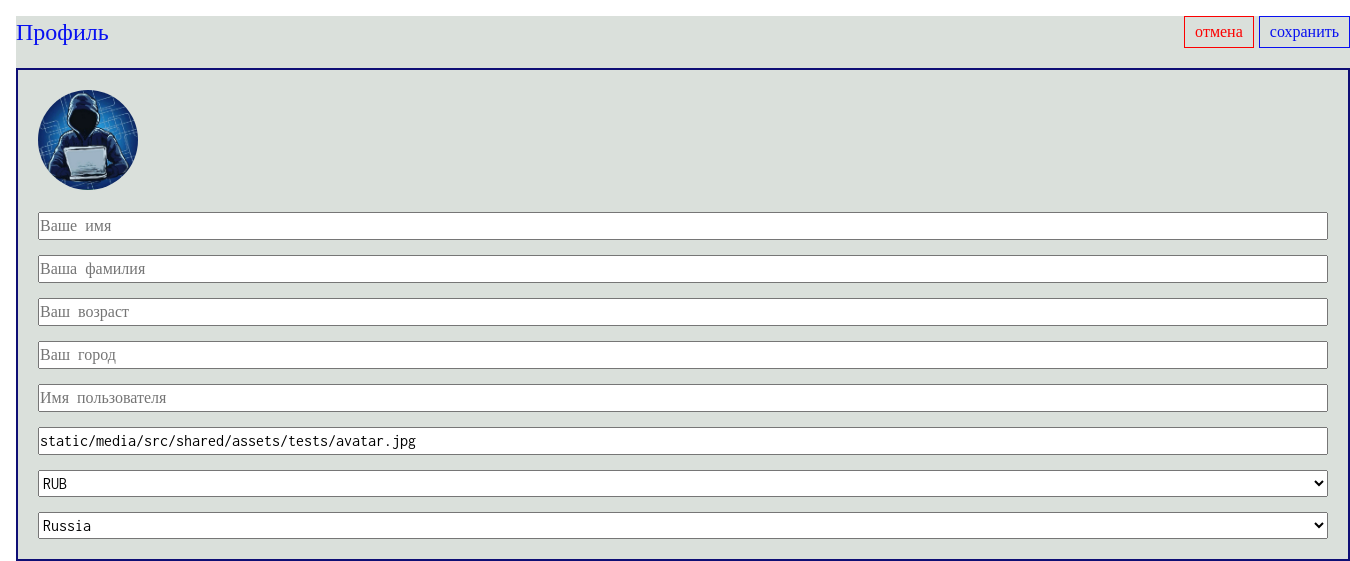 Профиль
отмена сохранить
Ваше имя
Ваша фамилия
Ваш возраст
Ваш город
Имя пользователя
static/media/src/shared/assets/tests/avatar.jpg
RUB
Russia